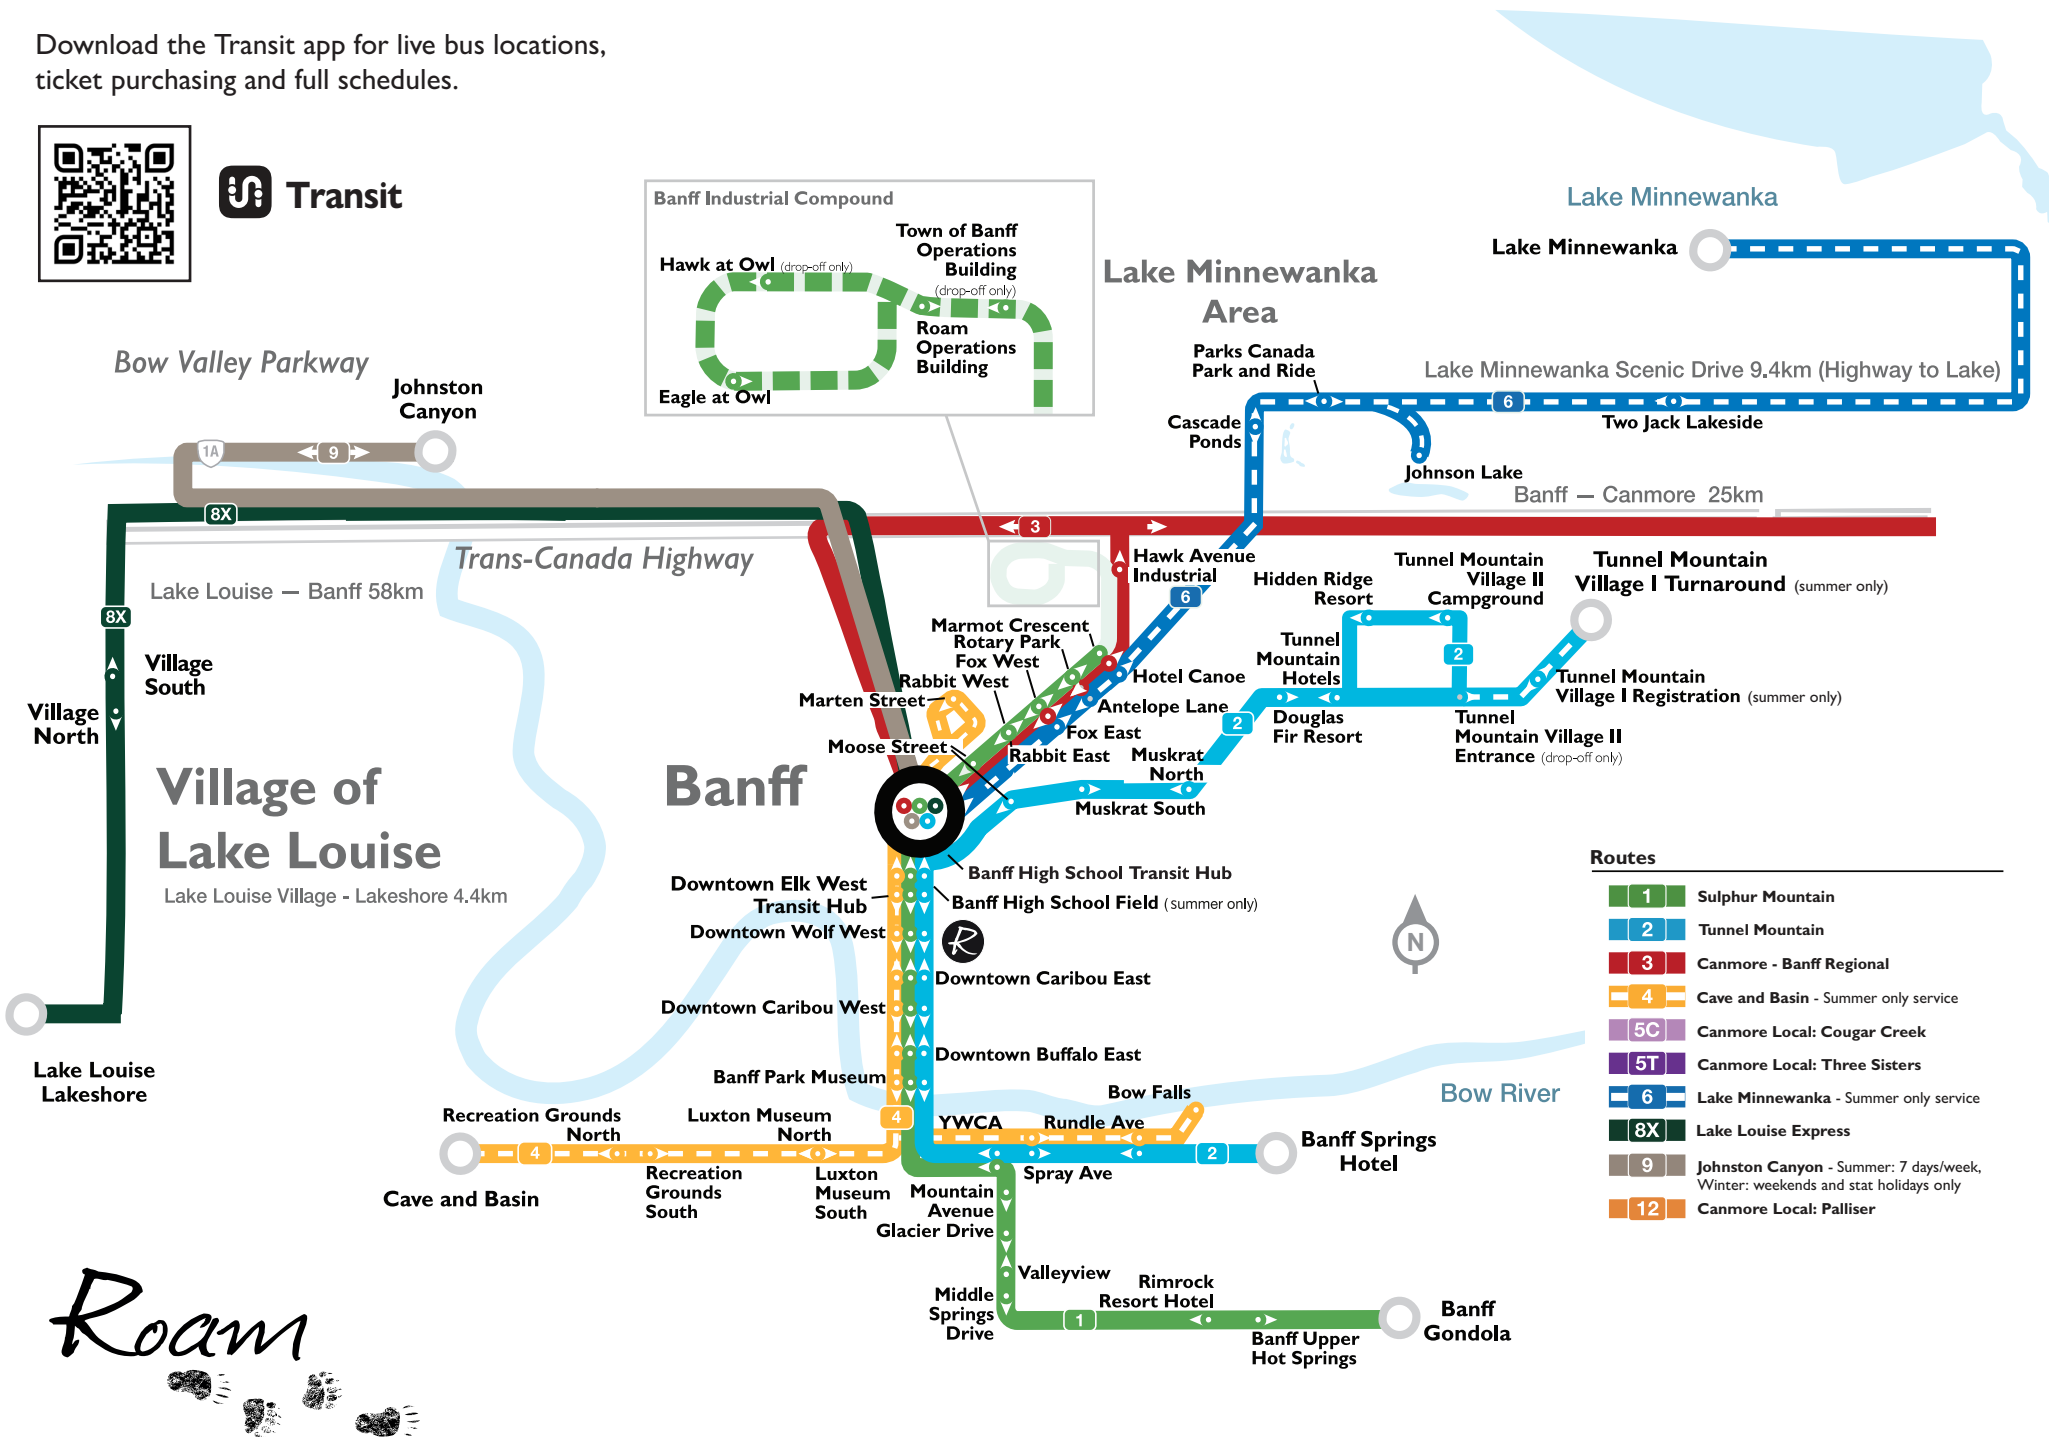 Download the Transit app for live bus locations,
ticket purchasing and full schedules.
Transit
Banff Industrial Compound
Town of Banff
Operations
Building
(drop-off only)
Hawk at Owl (drop-off only)
Roam
Operations
Building
Eagle at Owl
Lake Minnewanka
Lake Minnewanka
Lake Minnewanka
Area
Parks Canada
Park and Ride
Lake Minnewanka Scenic Drive 9.4km (Highway to Lake)
6
Two Jack Lakeside
Cascade
Ponds
Johnson Lake
Banff — Canmore 25km
Bow Valley Parkway
Johnston
Canyon
1A
9
8X
3
Trans-Canada Highway
Lake Louise — Banff 58km
8X
Village
South
Village
North
Village of
Lake Louise
Lake Louise Village - Lakeshore 4.4km
Lake Louise
Lakeshore
Hawk Avenue
Industrial
6
Hidden Ridge
Resort
Tunnel Mountain
Village II
Campground
Tunnel Mountain
Village I Turnaround (summer only)
Marmot Crescent
Rotary Park
Fox West
Rabbit West
Marten Street
Moose Street
Hotel Canoe
Antelope Lane
Fox East
Rabbit East
Tunnel
Mountain
Hotels
2
Tunnel Mountain
Village I Registration (summer only)
2
Douglas
Fir Resort
Tunnel
Mountain Village II
Entrance (drop-off only)
Muskrat
North
Muskrat South
Banff
Banff High School Transit Hub
Banff High School Field (summer only)
Downtown Elk West
Transit Hub
Downtown Wolf West
R
Downtown Caribou East
Downtown Caribou West
Downtown Buffalo East
Banff Park Museum
N
Bow River
Bow Falls
4
YWCA
Rundle Ave
Recreation Grounds
North
Luxton Museum
North
4
2
Banff Springs
Hotel
Spray Ave
Cave and Basin
Recreation
Grounds
South
Luxton
Museum
South
Mountain
Avenue
Glacier Drive
Valleyview
Middle
Springs
Drive
Rimrock
Resort Hotel
1
Banff Upper
Hot Springs
Banff
Gondola
Routes
1 Sulphur Mountain
2 Tunnel Mountain
3 Canmore - Banff Regional
4 Cave and Basin - Summer only service
5C Canmore Local: Cougar Creek
5T Canmore Local: Three Sisters
6 Lake Minnewanka - Summer only service
8X Lake Louise Express
9 Johnston Canyon - Summer: 7 days/week,
Winter: weekends and stat holidays only
12 Canmore Local: Palliser
Roam